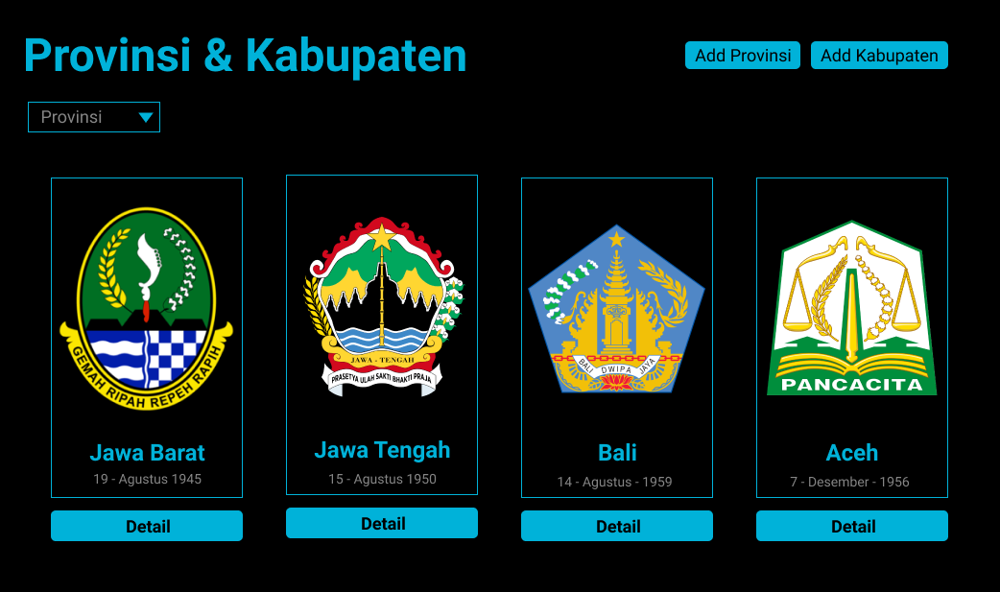 Provinsi & Kabupaten
Add Provinsi
Add Kabupaten
Provinsi
GEMAH RIPAH REPEH RAPIH
JAWA - TENGAH
PRASETYA ULAH SAKTI BHAKTI PRAJA
BALI DWIPA JAYA
PANCACITA
Jawa Barat
Jawa Tengah
Bali
Aceh
19 - Agustus 1945
15 - Agustus 1950
14 - Agustus - 1959
7 - Desember - 1956
Detail
Detail
Detail
Detail